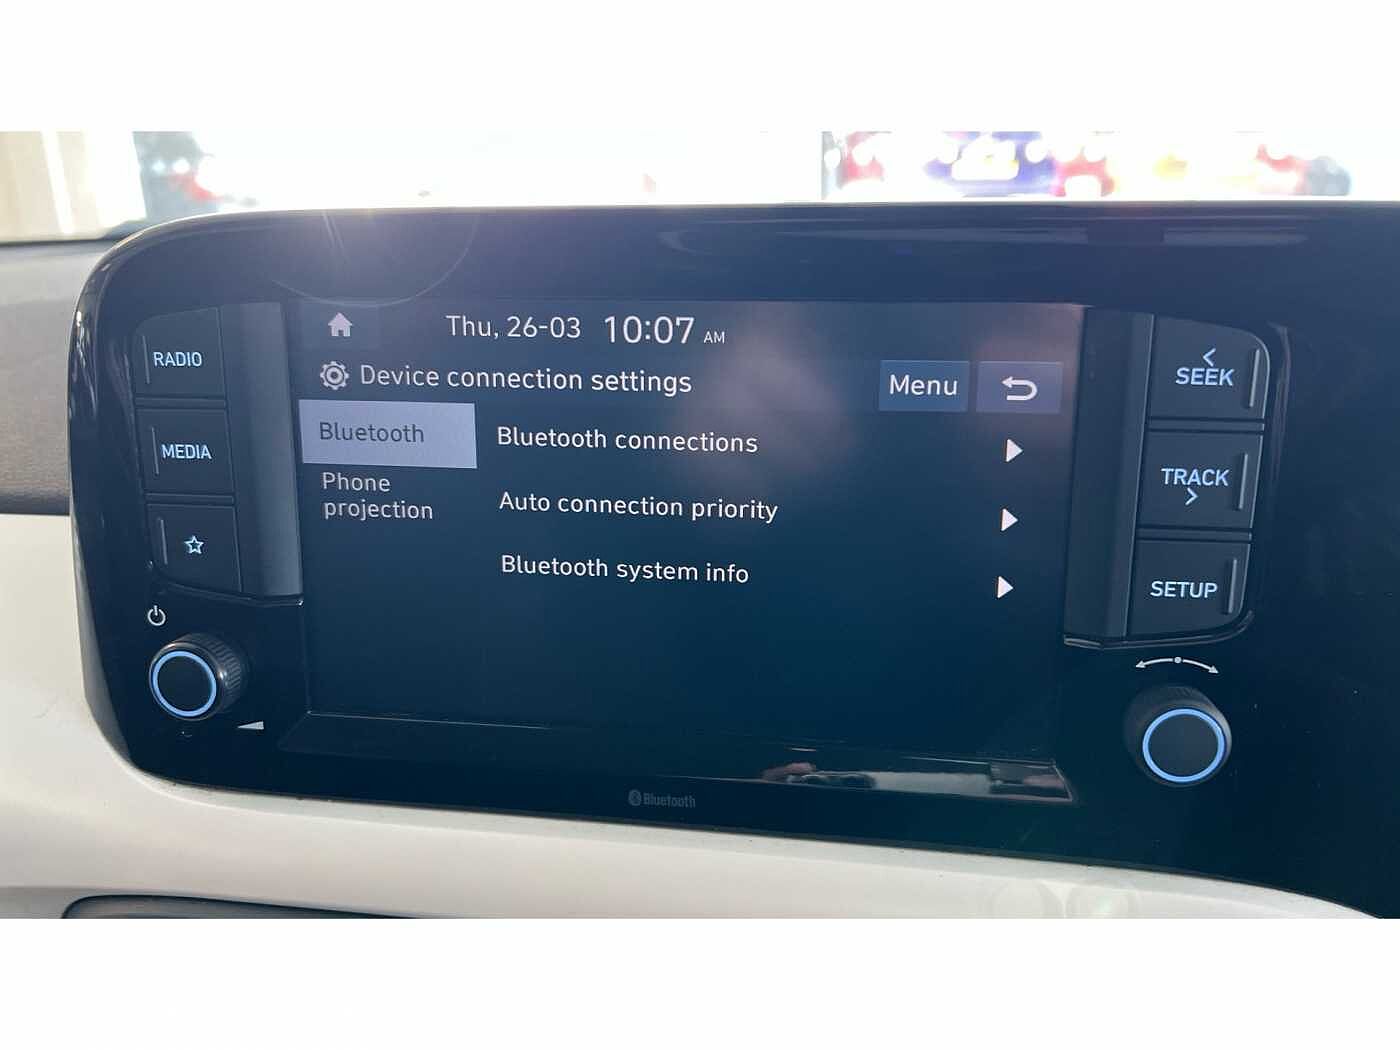 Thu, 26-03 10:07 AM
Device connection settings
Menu
Bluetooth
Phone
projection
Bluetooth connections
Auto connection priority
Bluetooth system info
RADIO
MEDIA
SEEK
TRACK
SETUP
Bluetooth